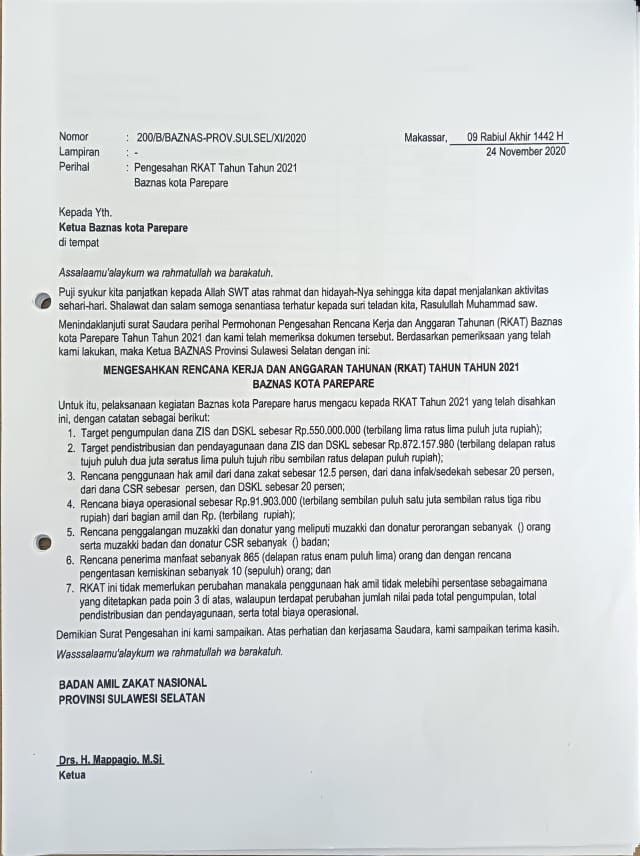 Nomor : 200/B/BAZNAS-PROV.SULSEL/XI/2020 Makassar, 09 Rabiul Akhir 1442 H
Lampiran : - 24 November 2020
Perihal : Pengesahan RKAT Tahun Tahun 2021
Baznas kota Parepare
Kepada Yth.
Ketua Baznas kota Parepare
di tempat
Assalaamu'alaykum wa rahmatullah wa barakatuh.
Puji syukur kita panjatkan kepada Allah SWT atas rahmat dan hidayah-Nya sehingga kita dapat menjalankan aktivitas
sehari-hari. Shalawat dan salam semoga senantiasa terhatur kepada suri teladan kita, Rasulullah Muhammad saw.
Menindaklanjuti surat Saudara perihal Permohonan Pengesahan Rencana Kerja dan Anggaran Tahunan (RKAT) Baznas
kota Parepare Tahun Tahun 2021 dan kami telah memeriksa dokumen tersebut. Berdasarkan pemeriksaan yang telah
kami lakukan, maka Ketua BAZNAS Provinsi Sulawesi Selatan dengan ini:
MENGESAHKAN RENCANA KERJA DAN ANGGARAN TAHUNAN (RKAT) TAHUN TAHUN 2021
BAZNAS KOTA PAREPARE
Untuk itu, pelaksanaan kegiatan Baznas kota Parepare harus mengacu kepada RKAT Tahun 2021 yang telah disahkan
ini, dengan catatan sebagai berikut:
1. Target pengumpulan dana ZIS dan DSKL sebesar Rp.550.000.000 (terbilang lima ratus lima puluh juta rupiah);
2. Target pendistribusian dan pendayagunaan dana ZIS dan DSKL sebesar Rp.872.157.980 (terbilang delapan ratus
tujuh puluh dua juta seratus lima puluh tujuh ribu sembilan ratus delapan puluh rupiah);
3. Rencana penggunaan hak amil dari dana zakat sebesar 12.5 persen, dari dana infak/sedekah sebesar 20 persen,
dari dana CSR sebesar persen, dan DSKL sebesar 20 persen;
4. Rencana biaya operasional sebesar Rp.91.903.000 (terbilang sembilan puluh satu juta sembilan ratus tiga ribu
rupiah) dari bagian amil dan Rp. (terbilang rupiah);
5. Rencana penggalangan muzakki dan donatur yang meliputi muzakki dan donatur perorangan sebanyak () orang
serta muzakki badan dan donatur CSR sebanyak () badan;
6. Rencana penerima manfaat sebanyak 865 (delapan ratus enam puluh lima) orang dan dengan rencana
pengentasan kemiskinan sebanyak 10 (sepuluh) orang; dan
7. RKAT ini tidak memerlukan perubahan manakala penggunaan hak amil tidak melebihi persentase sebagaimana
yang ditetapkan pada poin 3 di atas, walaupun terdapat perubahan jumlah nilai pada total pengumpulan, total
pendistribusian dan pendayagunaan, serta total biaya operasional.
Demikian Surat Pengesahan ini kami sampaikan. Atas perhatian dan kerjasama Saudara, kami sampaikan terima kasih.
Wasssalaamu'alaykum wa rahmatullah wa barakatuh.
BADAN AMIL ZAKAT NASIONAL
PROVINSI SULAWESI SELATAN
Drs. H. Mappagio, M.Si
Ketua